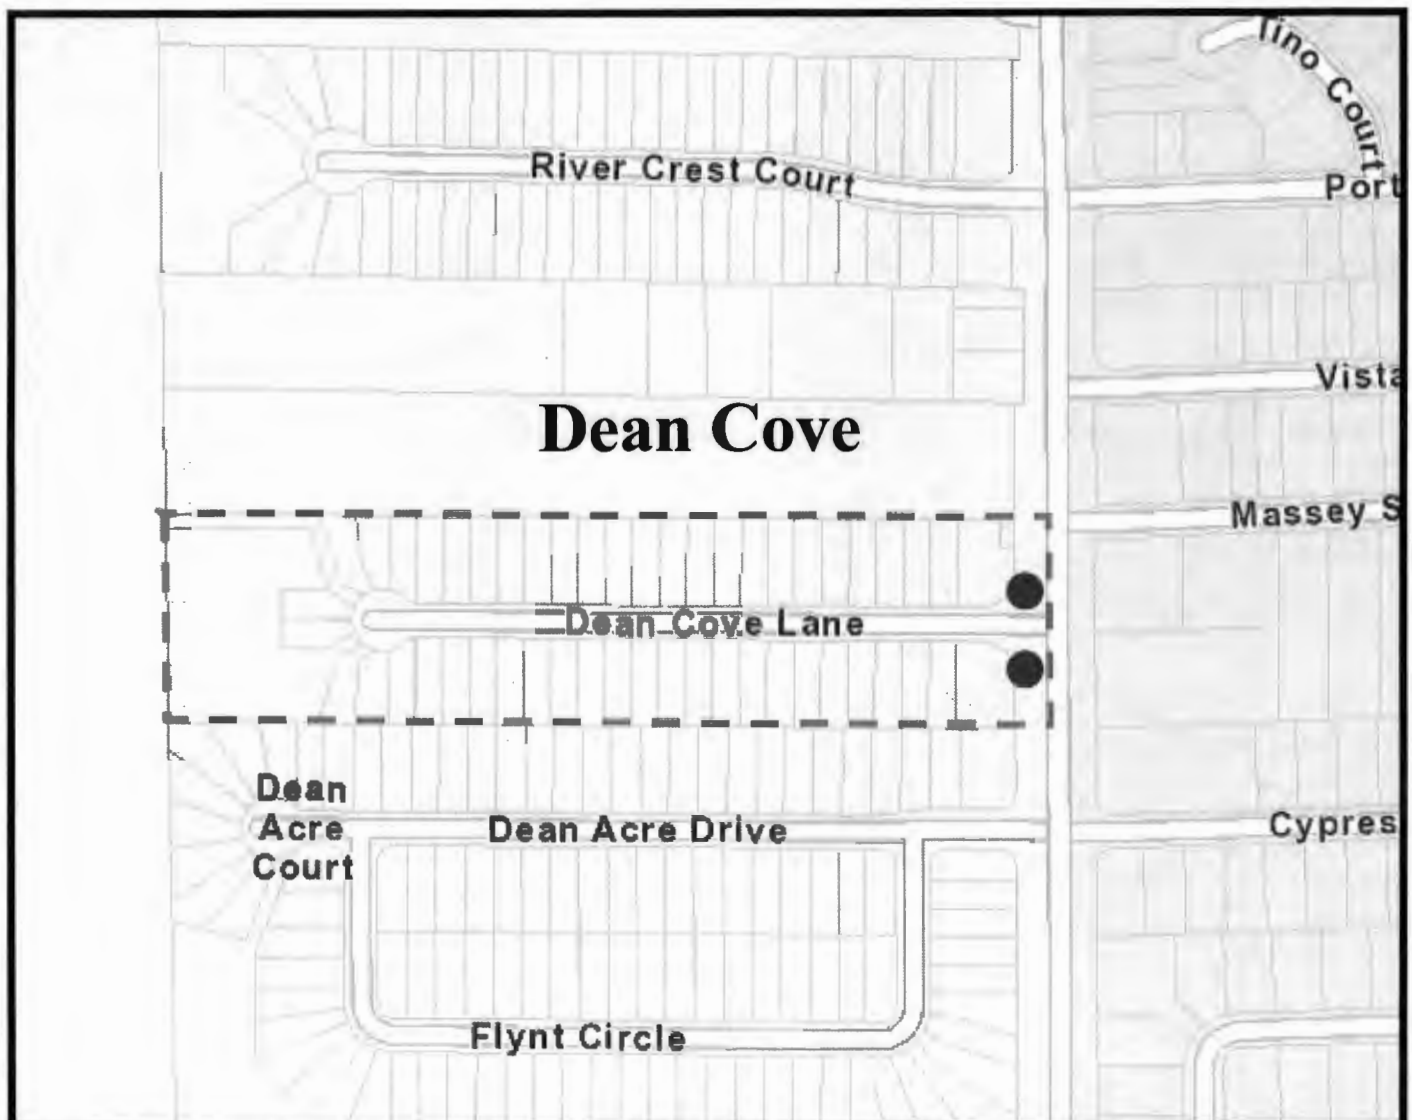 Tino Court
River Crest Court
Port
Vista
Dean Cove
Massey S
Dean Cove Lane
Dean
Acre
Court
Dean Acre Drive
Cypres
Flynt Circle